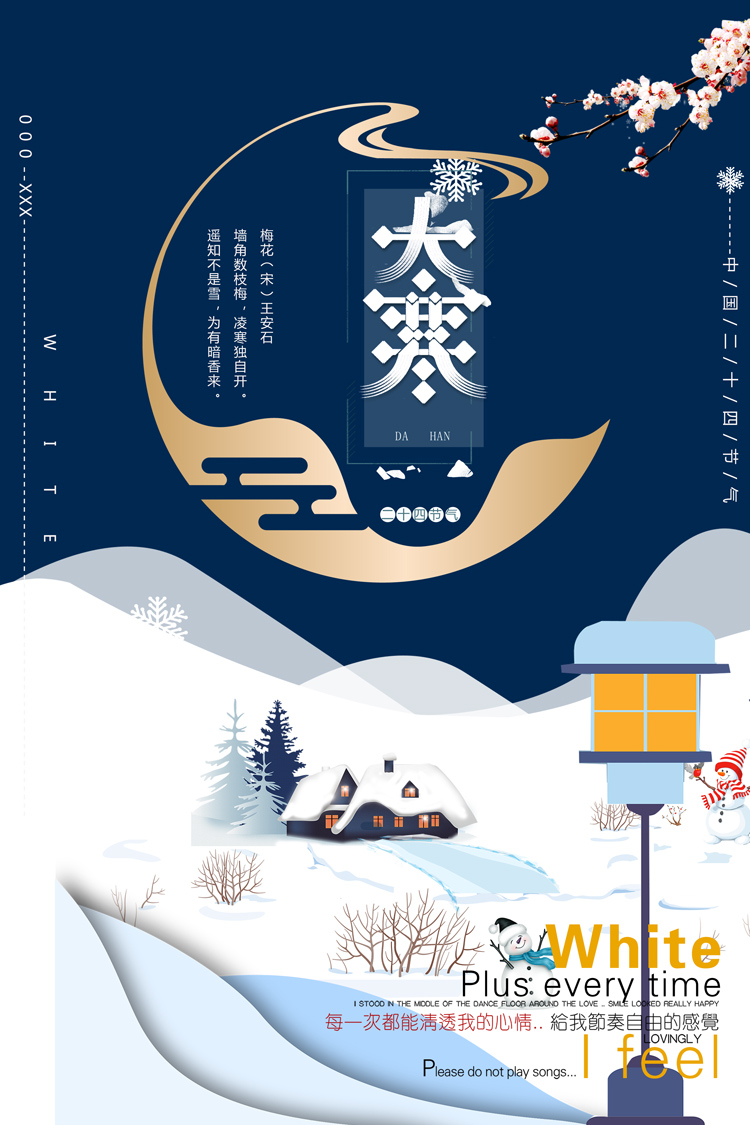 000--XXX
WHITE
大寒
DA HAN
二十四节气
梅花（宋）王安石
墙角数枝梅，凌寒独自开。
遥知不是雪，为有暗香来。
中/国/二/十/四/节/气
White
Plus every time
I STOOD IN THE MIDDLE OF THE DANCE FLOOR AROUND THE LOVE .. SMILE LOOKED REALLY HAPPY
每一次都能清透我的心情.. 給我節奏自由的感覺
LOVINGLY
I feel
Please do not play songs...